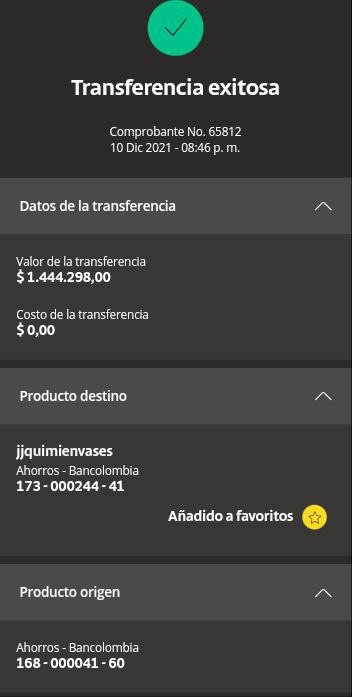 Transferencia exitosa
Comprobante No. 65812
10 Dic 2021 - 08:46 p. m.
Datos de la transferencia
Valor de la transferencia
$ 1.444.298,00
Costo de la transferencia
$ 0,00
Producto destino
jjquimienvases
Ahorros - Bancolombia
173 - 000244 - 41
Añadido a favoritos
Producto origen
Ahorros - Bancolombia
168 - 000041 - 60